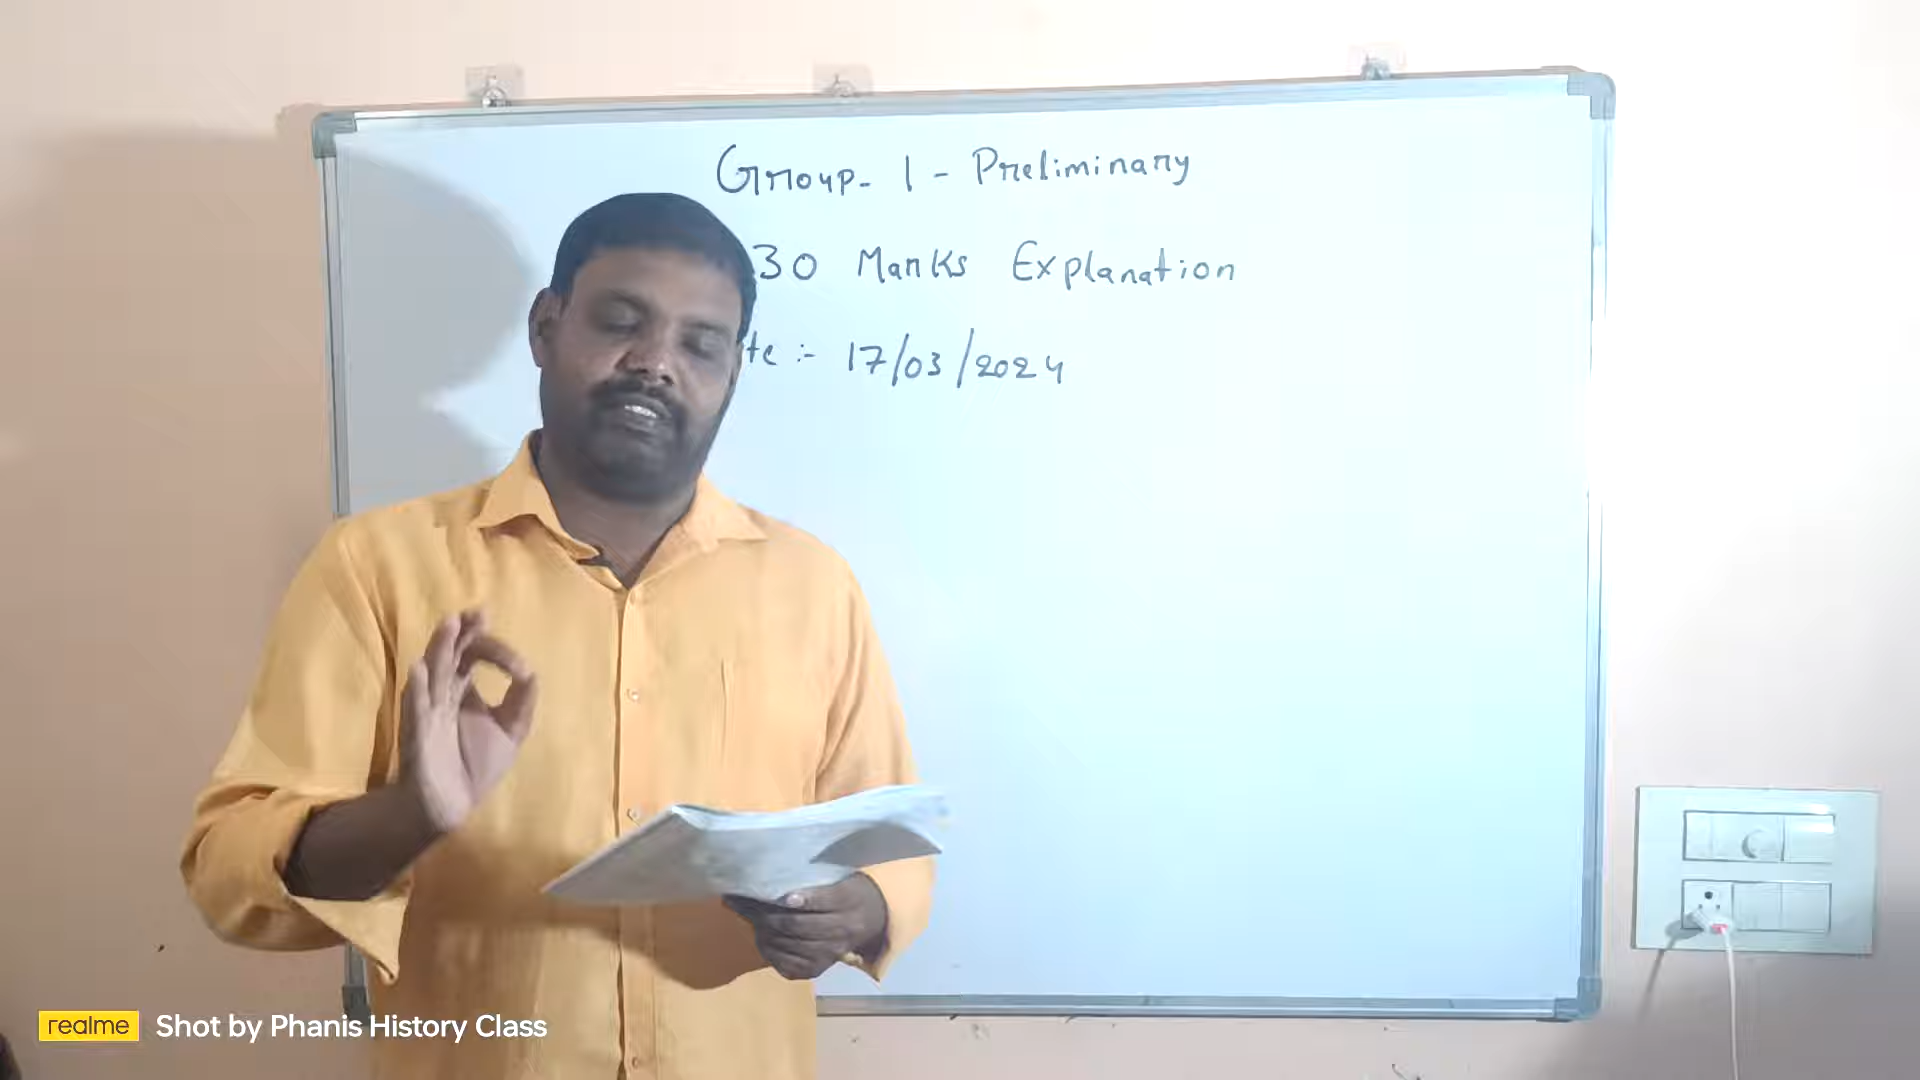 Group- 1 - Preliminary
30 Marks Explanation
te :- 17/03/2024
realme Shot by Phanis History Class